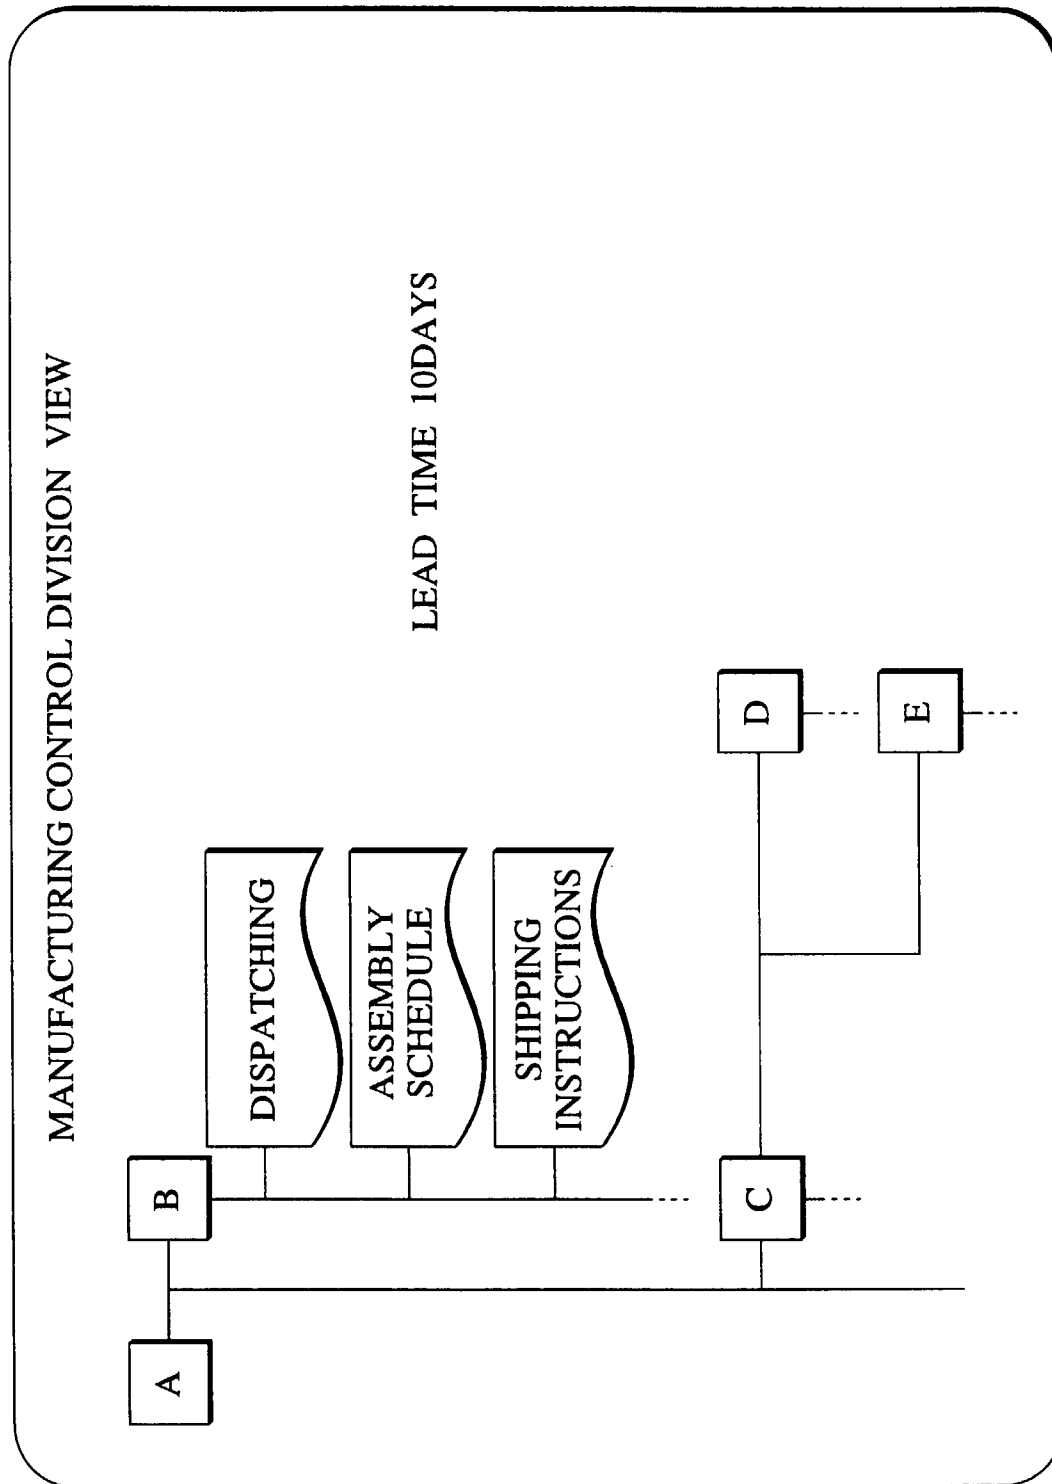 MANUFACTURING CONTROL DIVISION VIEW
A
B
DISPATCHING
ASSEMBLY
SCHEDULE
SHIPPING
INSTRUCTIONS
LEAD TIME 10DAYS
C
D
E